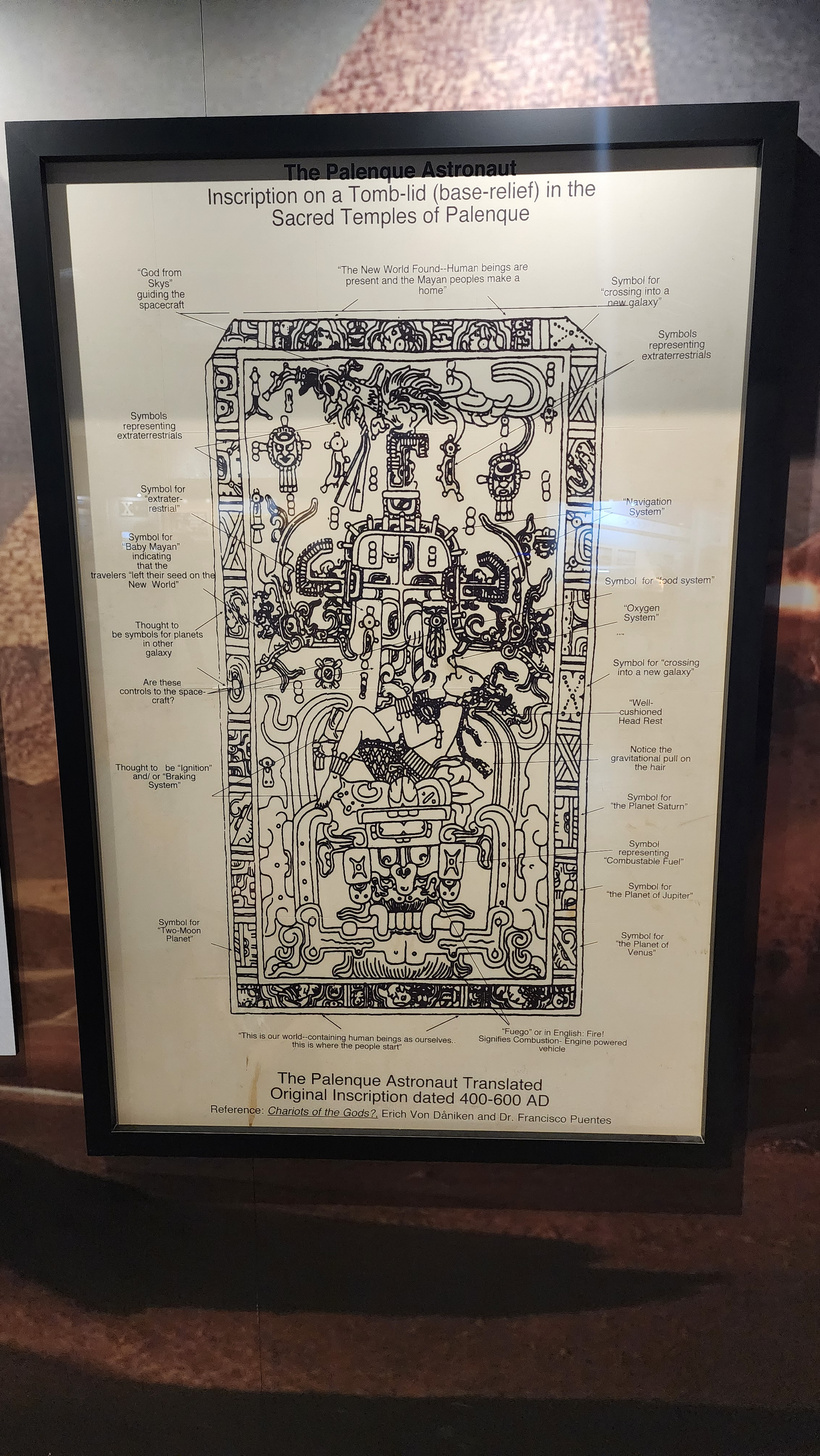 The Palenque Astronaut
Inscription on a Tomb-lid (base-relief) in the
Sacred Temples of Palenque
"God from
Skys"
guiding the
spacecraft
"The New World Found--Human beings are
present and the Mayan peoples make a
home"
Symbol for
"crossing into a
new galaxy"
Symbols
representing
extraterrestrials
Symbols
representing
extraterrestrials
Symbol for
"extrater-
restrial"
"Navigation
System"
Symbol for
"Baby Mayan"
indicating
that the
travelers "left their seed on the
New World"
Symbol for "food system"
"Oxygen
System"
Thought to
be symbols for planets
in other
galaxy
Symbol for "crossing
into a new galaxy"
Are these
controls to the space-
craft?
"Well-
cushioned
Head Rest
Notice the
gravitational pull on
the hair
Thought to be "Ignition"
and/ or "Braking
System"
Symbol for
"the Planet Saturn"
Symbol
representing
"Combustable Fuel"
Symbol for
"the Planet of Jupiter"
Symbol for
"Two-Moon
Planet"
Symbol for
"the Planet of
Venus"
"This is our world--containing human beings as ourselves..
this is where the people start"
"Fuego" or in English: Fire!
Signifies Combustion- Engine powered
vehicle
The Palenque Astronaut Translated
Original Inscription dated 400-600 AD
Reference: Chariots of the Gods?, Erich Von Däniken and Dr. Francisco Puentes